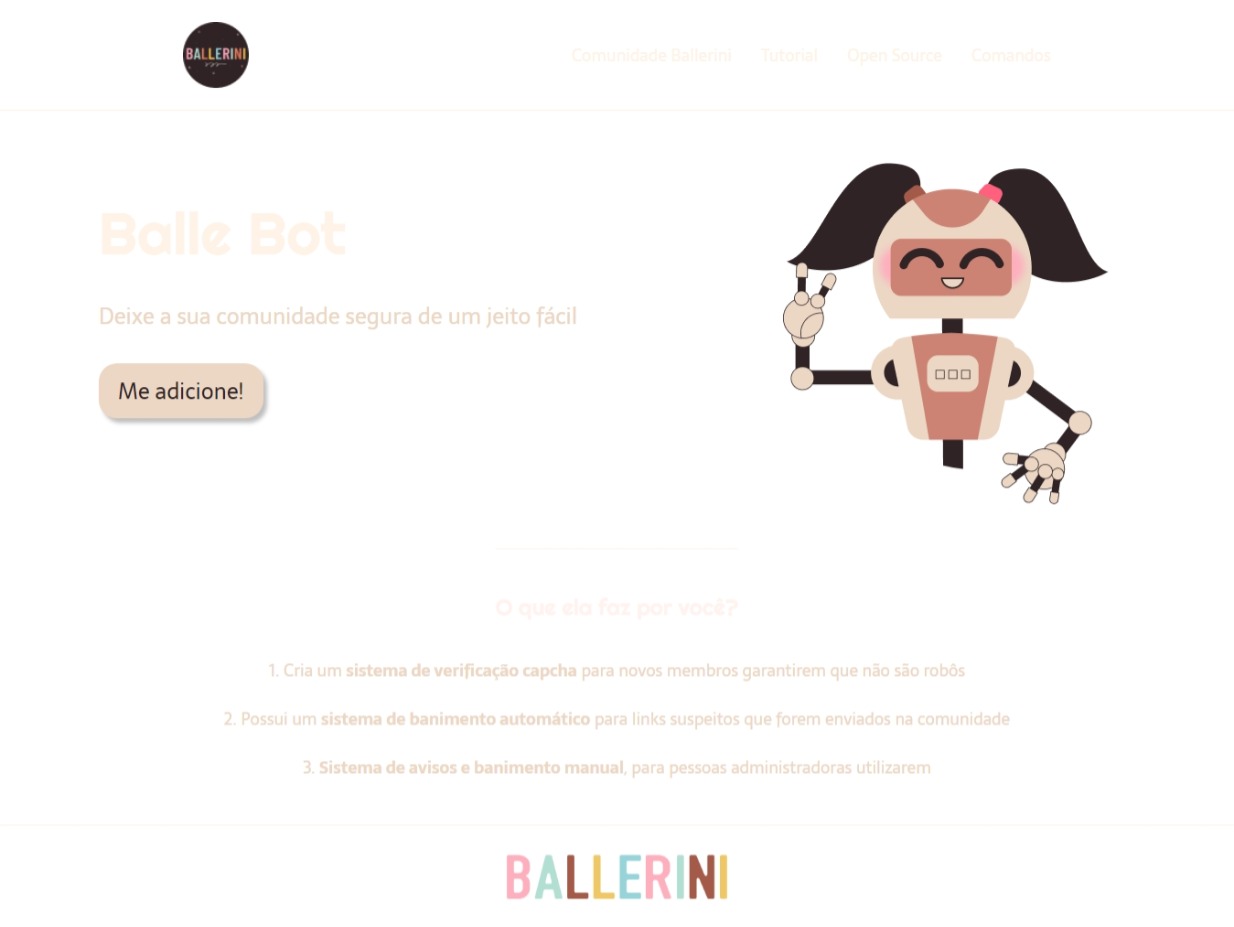 BALLERINI
Comunidade Ballerini Tutorial Open Source Comandos
Balle Bot
Deixe a sua comunidade segura de um jeito fácil
Me adicione!
O que ela faz por você?
1. Cria um sistema de verificação capcha para novos membros garantirem que não são robôs
2. Possui um sistema de banimento automático para links suspeitos que forem enviados na comunidade
3. Sistema de avisos e banimento manual, para pessoas administradoras utilizarem
BALLERINI